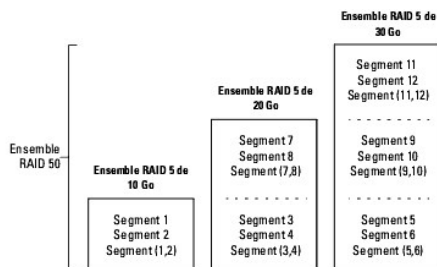 Ensemble RAID 5 de
30 Go
Segment 11
Segment 12
Segment (11,12)
Ensemble RAID 5 de
20 Go
Segment 7
Segment 8
Segment (7,8)
Segment 9
Segment 10
Segment (9,10)
Ensemble
RAID 50
Ensemble RAID 5 de
10 Go
Segment 1
Segment 2
Segment (1,2)
Segment 3
Segment 4
Segment (3,4)
Segment 5
Segment 6
Segment (5,6)